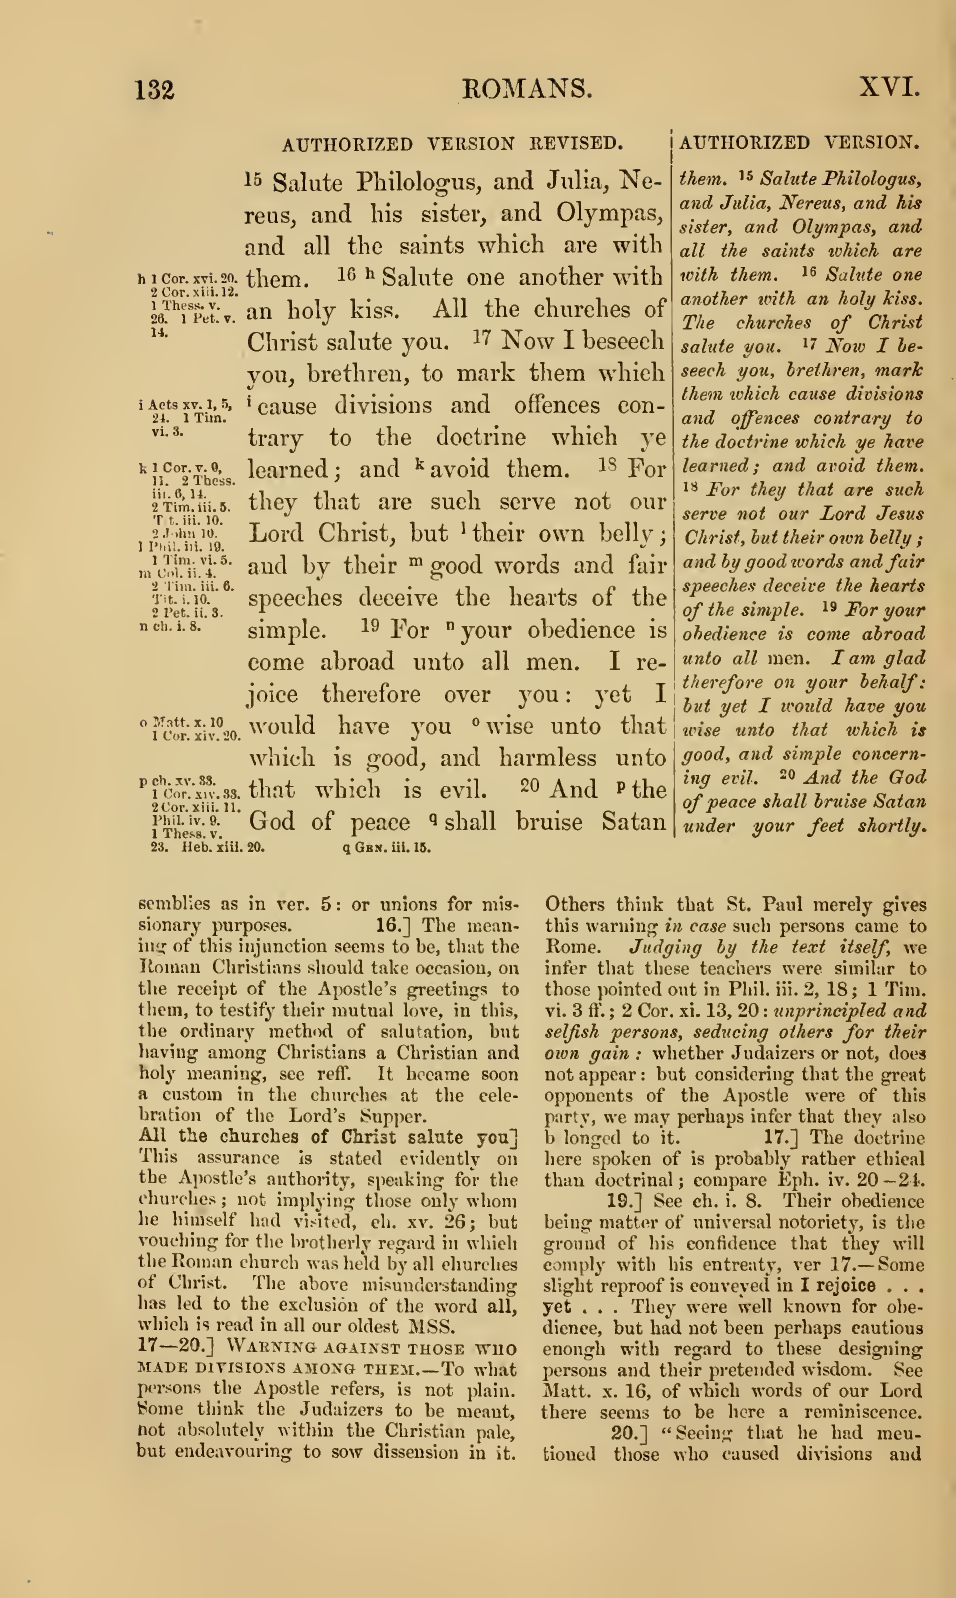 132
ROMANS.
XVI.
AUTHORIZED VERSION REVISED.
15 Salute Philologus, and Julia, Ne-
reus, and his sister, and Olympas,
and all the saints which are with
them. 16 h Salute one another with
an holy kiss. All the churches of
Christ salute you. 17 Now I beseech
you, brethren, to mark them which
i cause divisions and offences con-
trary to the doctrine which ye
learned; and k avoid them. 18 For
they that are such serve not our
Lord Christ, but l their own belly;
and by their m good words and fair
speeches deceive the hearts of the
simple. 19 For n your obedience is
come abroad unto all men. I re-
joice therefore over you: yet I
would have you o wise unto that
which is good, and harmless unto
that which is evil. 20 And p the
God of peace q shall bruise Satan
h 1 Cor. xvi. 20.
2 Cor. xiii. 12.
1 Thess. v.
26. 1 Pet. v.
14.
i Acts xv. 1, 5,
24. 1 Tim.
vi. 3.
k 1 Cor. v. 9,
11. 2 Thess.
iii. 6, 14.
2 Tim. iii. 5.
T t. iii. 10.
2 John 10.
l Phil. iii. 19.
1 Tim. vi. 5.
m Col. ii. 4.
2 Tim. iii. 6.
Tit. i. 10.
2 Pet. ii. 3.
n ch. i. 8.
o Matt. x. 10
1 Cor. xiv. 20.
p ch. xv. 33.
1 Cor. xiv. 33.
2 Cor. xiii. 11.
Phil. iv. 9.
1 Thess. v.
23. Heb. xiii. 20.
q GEN. iii. 15.
AUTHORIZED VERSION.
them. 15 Salute Philologus,
and Julia, Nereus, and his
sister, and Olympas, and
all the saints which are
with them. 16 Salute one
another with an holy kiss.
The churches of Christ
salute you. 17 Now I be-
seech you, brethren, mark
them which cause divisions
and offences contrary to
the doctrine which ye have
learned; and avoid them.
18 For they that are such
serve not our Lord Jesus
Christ, but their own belly;
and by good words and fair
speeches deceive the hearts
of the simple. 19 For your
obedience is come abroad
unto all men. I am glad
therefore on your behalf:
but yet I would have you
wise unto that which is
good, and simple concern-
ing evil. 20 And the God
of peace shall bruise Satan
under your feet shortly.
semblies as in ver. 5: or unions for mis-
sionary purposes. 16.] The mean-
ing of this injunction seems to be, that the
Roman Christians should take occasion, on
the receipt of the Apostle's greetings to
them, to testify their mutual love, in this,
the ordinary method of salutation, but
having among Christians a Christian and
holy meaning, see reff. It became soon
a custom in the churches at the cele-
bration of the Lord's Supper.
All the churches of Christ salute you]
This assurance is stated evidently on
the Apostle's authority, speaking for the
churches; not implying those only whom
he himself had visited, ch. xv. 26; but
vouching for the brotherly regard in which
the Roman church was held by all churches
of Christ. The above misunderstanding
has led to the exclusion of the word all,
which is read in all our oldest MSS.
17—20.] WARNING AGAINST THOSE WHO
MADE DIVISIONS AMONG THEM.—To what
persons the Apostle refers, is not plain.
Some think the Judaizers to be meant,
not absolutely within the Christian pale,
but endeavouring to sow dissension in it.
Others think that St. Paul merely gives
this warning in case such persons came to
Rome. Judging by the text itself, we
infer that these teachers were similar to
those pointed out in Phil. iii. 2, 18; 1 Tim.
vi. 3 ff.; 2 Cor. xi. 13, 20: unprincipled and
selfish persons, seducing others for their
own gain: whether Judaizers or not, does
not appear: but considering that the great
opponents of the Apostle were of this
party, we may perhaps infer that they also
b longed to it. 17.] The doctrine
here spoken of is probably rather ethical
than doctrinal; compare Eph. iv. 20—24.
19.] See ch. i. 8. Their obedience
being matter of universal notoriety, is the
ground of his confidence that they will
comply with his entreaty, ver 17.—Some
slight reproof is conveyed in I rejoice . . .
yet . . . They were well known for obe-
dience, but had not been perhaps cautious
enough with regard to these designing
persons and their pretended wisdom. See
Matt. x. 16, of which words of our Lord
there seems to be here a reminiscence.
20.] "Seeing that he had men-
tioned those who caused divisions and